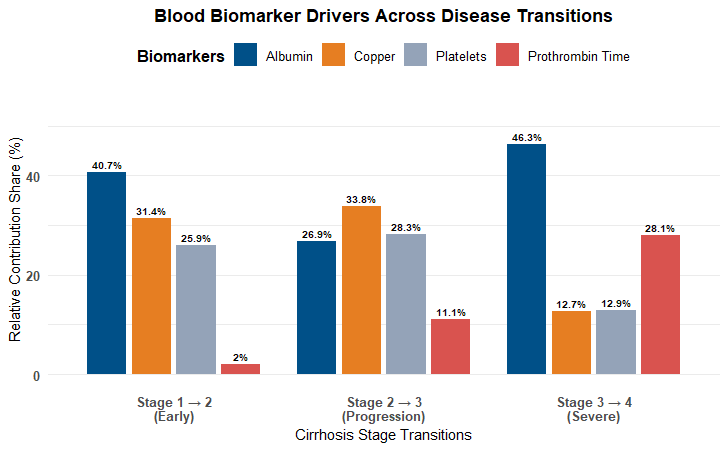 Blood Biomarker Drivers Across Disease Transitions
Biomarkers Albumin Copper Platelets Prothrombin Time
Relative Contribution Share (%)
40
20
0
40.7%
31.4%
25.9%
2%
26.9%
33.8%
28.3%
11.1%
46.3%
12.7%
12.9%
28.1%
Stage 1 → 2
(Early)
Stage 2 → 3
(Progression)
Stage 3 → 4
(Severe)
Cirrhosis Stage Transitions